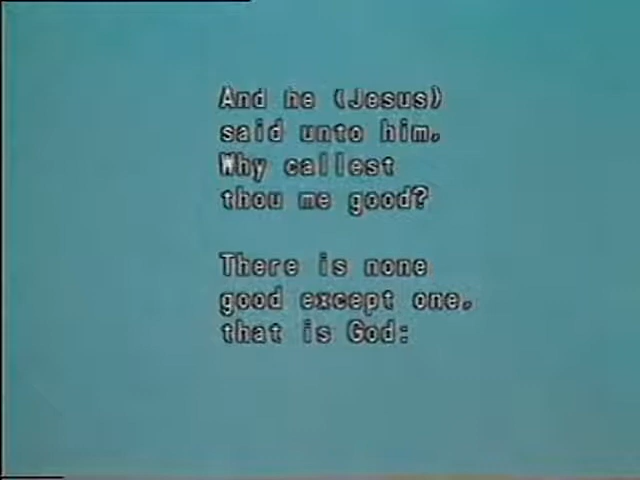 And he (Jesus)
said unto him,
Why callest
thou me good?
There is none
good except one,
that is God: